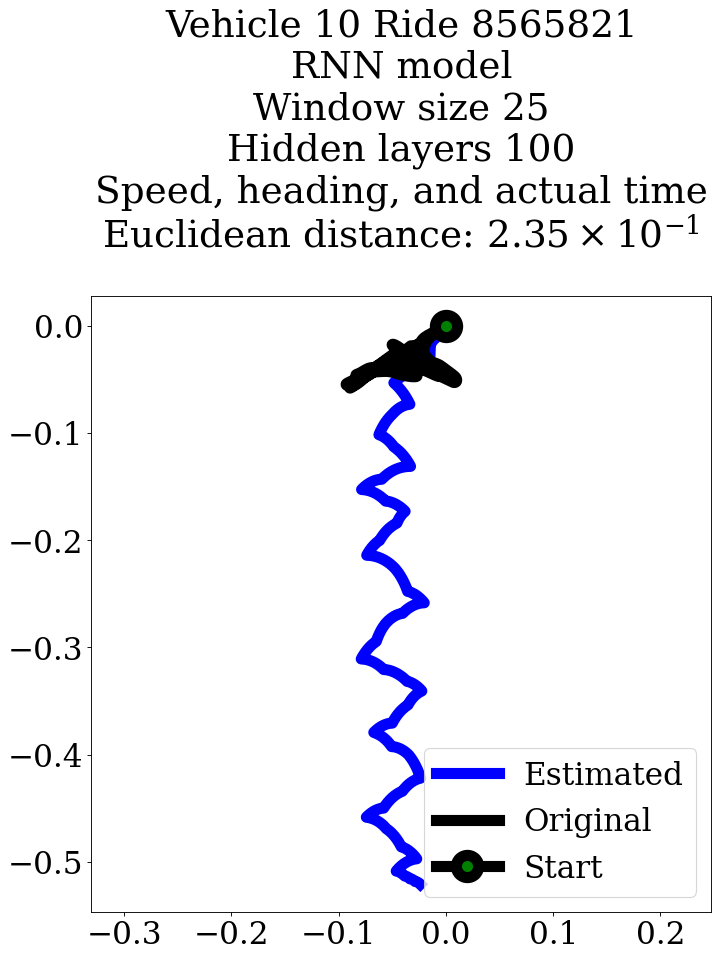 Vehicle 10 Ride 8565821
RNN model
Window size 25
Hidden layers 100
Speed, heading, and actual time
Euclidean distance: 2.35 × 10⁻¹
0.0
−0.1
−0.2
−0.3
−0.4
−0.5
Estimated
Original
Start
−0.3 −0.2 −0.1 0.0 0.1 0.2